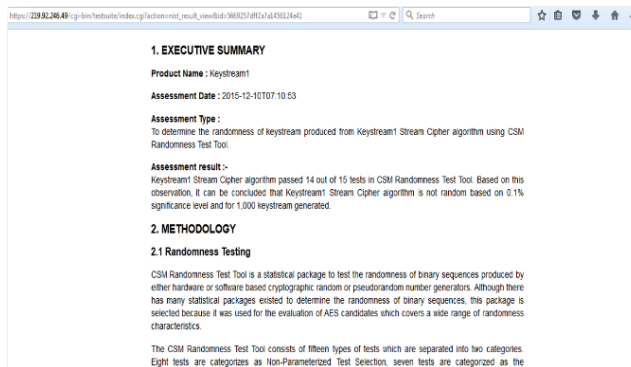 https://219.92.246.49/cgi-bin/testsuite/index.cgi?action=nist_result_view&id=5669257dff2e7a1456124e41
Search
1. EXECUTIVE SUMMARY
Product Name : Keystream1
Assessment Date : 2015-12-10T07:10:53
Assessment Type :
To determine the randomness of keystream produced from Keystream1 Stream Cipher algorithm using CSM
Randomness Test Tool.
Assessment result :-
Keystream1 Stream Cipher algorithm passed 14 out of 15 tests in CSM Randomness Test Tool. Based on this
observation, it can be concluded that Keystream1 Stream Cipher algorithm is not random based on 0.1%
significance level and for 1,000 keystream generated.
2. METHODOLOGY
2.1 Randomness Testing
CSM Randomness Test Tool is a statistical package to test the randomness of binary sequences produced by
either hardware or software based cryptographic random or pseudorandom number generators. Although there
has many statistical packages existed to determine the randomness of binary sequences, this package is
selected because it was used for the evaluation of AES candidates which covers a wide range of randomness
characteristics.
The CSM Randomness Test Tool consists of fifteen types of tests which are separated into two categories.
Eight tests are categorizes as Non-Parameterized Test Selection, seven tests are categorized as the